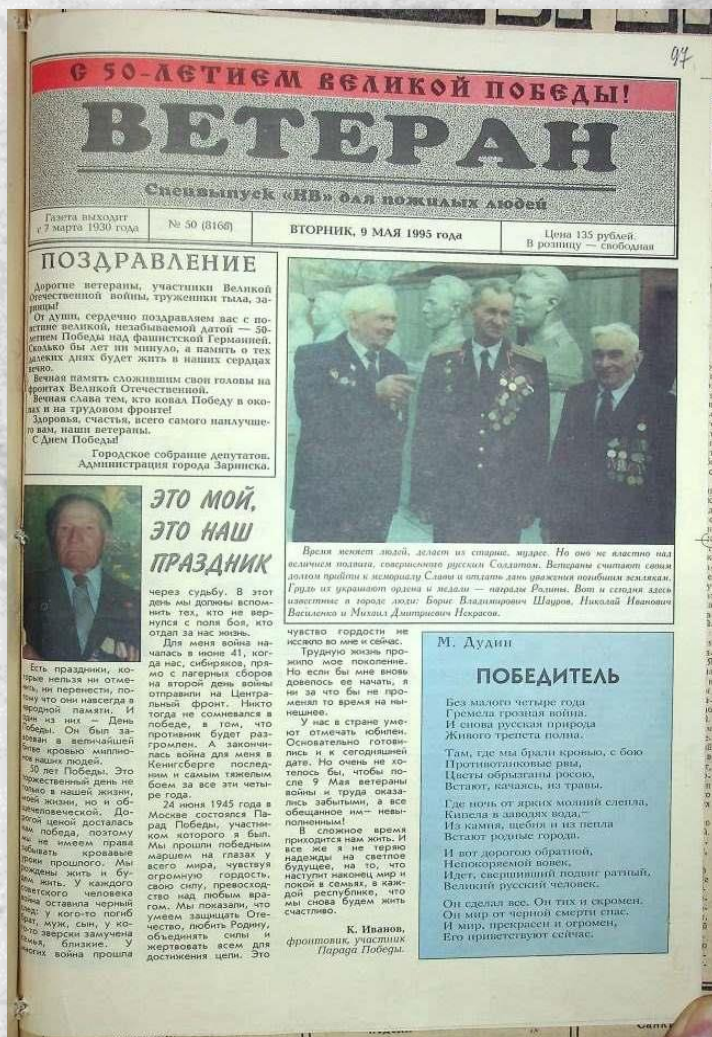 97
С 50-ЛЕТИЕМ ВЕЛИКОЙ ПОБЕДЫ!
ВЕТЕРАН
Спецвыпуск «НВ» для пожилых людей
Газета выходит
с 7 марта 1930 года
№ 50 (8168)
ВТОРНИК, 9 МАЯ 1995 года
Цена 135 рублей.
В розницу — свободная
ПОЗДРАВЛЕНИЕ
Дорогие ветераны, участники Великой
Отечественной войны, труженики тыла, за-
ринцы!
От души, сердечно поздравляем вас с по-
истине великой, незабываемой датой — 50-
летием Победы над фашистской Германией.
Сколько бы лет ни минуло, а память о тех
далеких днях будет жить в наших сердцах
вечно.
Вечная память сложившим свои головы на
фронтах Великой Отечественной.
Вечная слава тем, кто ковал Победу в око-
пах и на трудовом фронте!
Здоровья, счастья, всего самого наилучше-
го вам, наши ветераны.
С Днем Победы!
Городское собрание депутатов.
Администрация города Заринска.
Время меняет людей, делает их старше, мудрее. Но оно не властно над
величием подвига, совершенного русским Солдатом. Ветераны считают своим
долгом прийти к мемориалу Славы и отдать дань уважения погибшим землякам.
Грудь их украшают ордена и медали — награды Родины. Вот и сегодня здесь
известные в городе люди: Борис Владимирович Шауров, Николай Иванович
Василенко и Михаил Дмитриевич Некрасов.
ЭТО МОЙ,
ЭТО НАШ
ПРАЗДНИК
Есть праздники, ко-
торые нельзя ни отме-
нить, ни перенести, по-
тому что они навсегда в
народной памяти. И
один из них — День
Победы. Он был за-
воеван в величайшей
битве кровью миллио-
нов наших людей.
50 лет Победы. Это
торжественный день не
только в нашей жизни,
моей жизни, но и об-
щечеловеческой. До-
рогой ценой досталась
нам победа, поэтому
мы не имеем права
забывать кровавые
уроки прошлого. Мы
рождены жить и бу-
дем жить. У каждого
советского человека
война оставила черный
след: у кого-то погиб
брат, муж, сын, у ко-
го-то зверски замучена
семья, близкие. У
многих война прошла
через судьбу. В этот
день мы должны вспом-
нить тех, кто не вер-
нулся с поля боя, кто
отдал за нас жизнь.
Для меня война на-
чалась в июне 41, ког-
да нас, сибиряков, пря-
мо с лагерных сборов
на второй день войны
отправили на Централь-
ный фронт. Никто
тогда не сомневался в
победе, в том, что
противник будет раз-
громлен. А закончи-
лась война для меня в
Кенигсберге послед-
ним и самым тяжелым
боем за все эти четы-
ре года.
24 июня 1945 года в
Москве состоялся Па-
рад Победы, участни-
ком которого я был.
Мы прошли победным
маршем на глазах у
всего мира, чувствуя
огромную гордость,
свою силу, превосход-
ство над любым вра-
гом. Мы показали, что
умеем защищать Оте-
чество, любить Родину,
объединять силы и
жертвовать всем для
достижения цели. Это
чувство гордости не
иссякло во мне и сейчас.
Трудную жизнь про-
жило мое поколение.
Но если бы мне вновь
довелось ее начать, я
ни за что бы не про-
менял то время на ны-
нешнее.
У нас в стране уме-
ют отмечать юбилеи.
Основательно готови-
лись и к сегодняшней
дате. Но очень не хо-
телось бы, чтобы по-
сле 9 Мая ветераны
войны и труда оказа-
лись забытыми, а все
обещанное им— невы-
полненным!
В сложное время
приходится нам жить. И
все же я не теряю
надежды на светлое
будущее, на то, что
наступит наконец мир и
покой в семьях, в каж-
дой республике, что
мы снова будем жить
счастливо.
К. Иванов,
фронтовик, участник
Парада Победы.
М. Дудин
ПОБЕДИТЕЛЬ
Без малого четыре года
Гремела грозная война.
И снова русская природа
Живого трепета полна.
Там, где мы брали кровью, с бою
Противотанковые рвы,
Цветы обрызганы росою,
Встают, качаясь, из травы.
Где ночь от ярких молний слепла,
Кипела в заводях вода,–
Из камня, щебня и из пепла
Встают родные города.
И вот дорогою обратной,
Непокоряемой вовек,
Идет, свершивший подвиг ратный,
Великий русский человек.
Он сделал все. Он тих и скромен.
Он мир от черной смерти спас.
И мир, прекрасен и огромен,
Его приветствует сейчас.